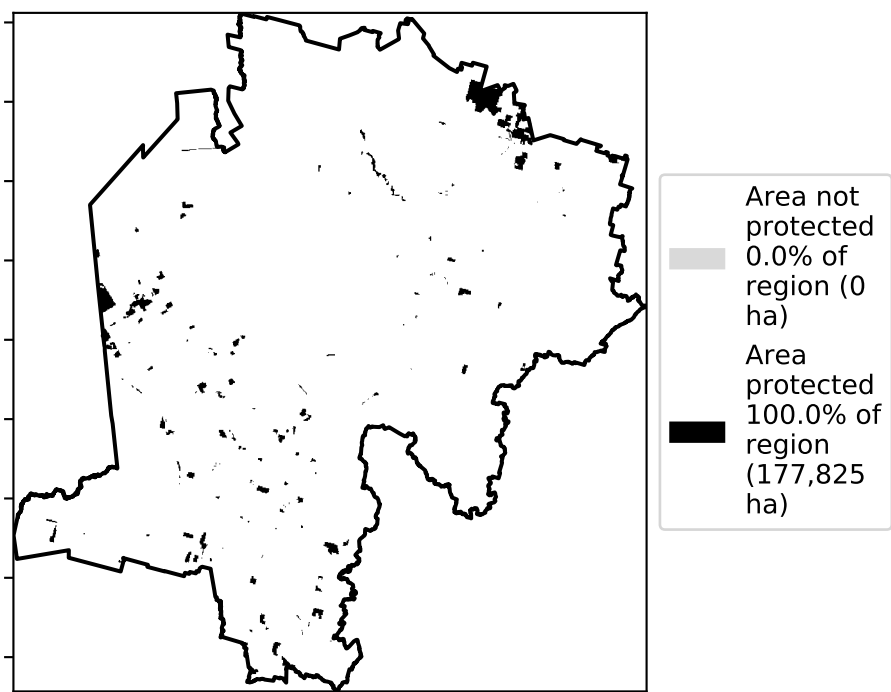 Area not
protected
0.0% of
region (0
ha)
Area
protected
100.0% of
region
(177,825
ha)